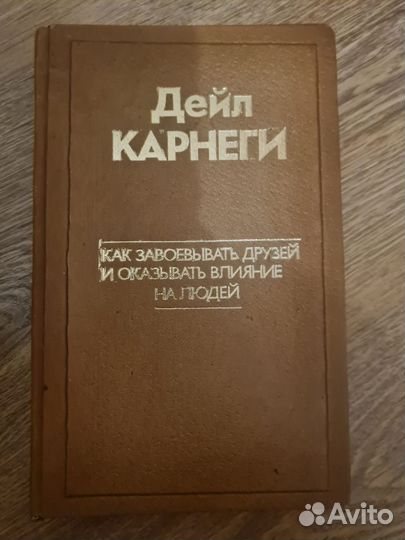 Дейл
КАРНЕГИ
КАК ЗАВОЕВЫВАТЬ ДРУЗЕЙ
И ОКАЗЫВАТЬ ВЛИЯНИЕ
НА ЛЮДЕЙ
Avito